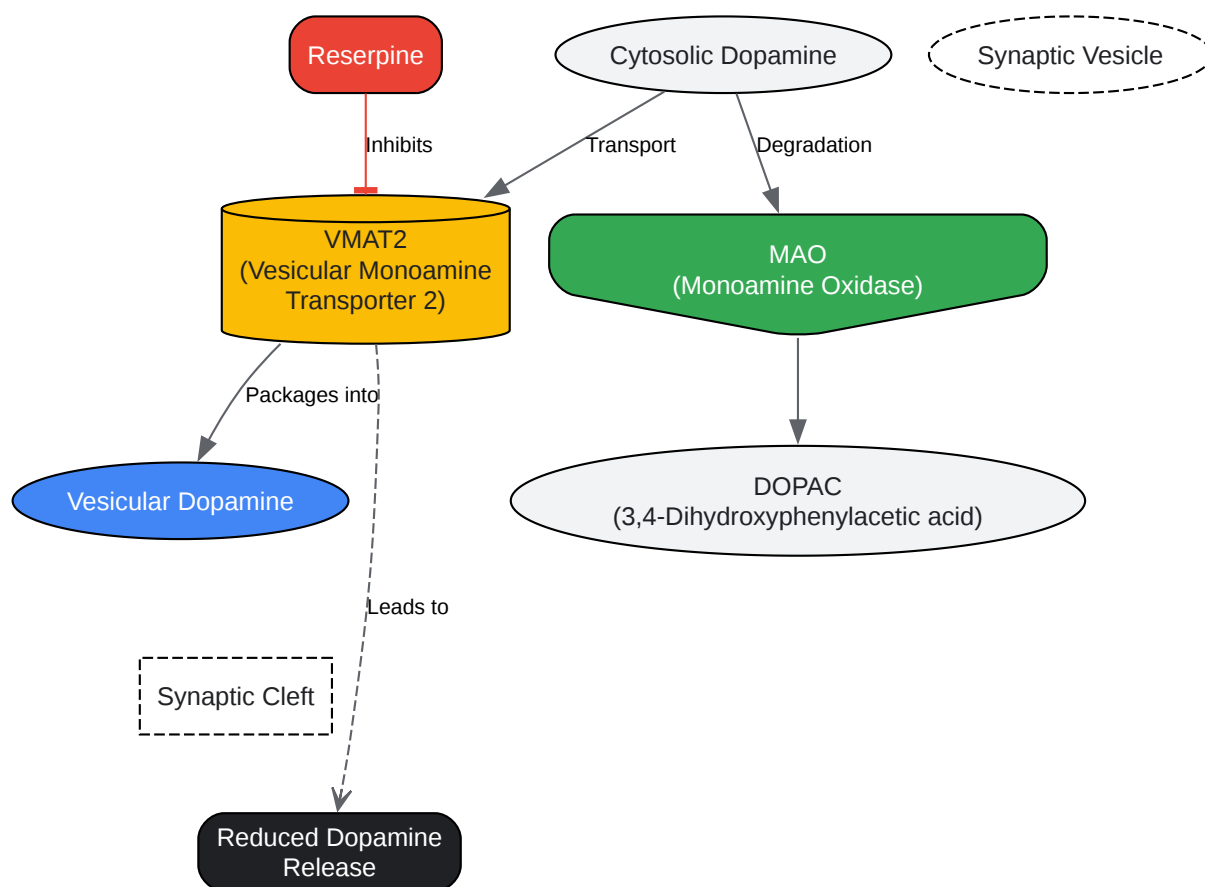 Reserpine
Cytosolic Dopamine
Synaptic Vesicle
Inhibits
Transport
Degradation
VMAT2
(Vesicular Monoamine
Transporter 2)
MAO
(Monoamine Oxidase)
Packages into
Vesicular Dopamine
DOPAC
(3,4-Dihydroxyphenylacetic acid)
Leads to
Synaptic Cleft
Reduced Dopamine
Release